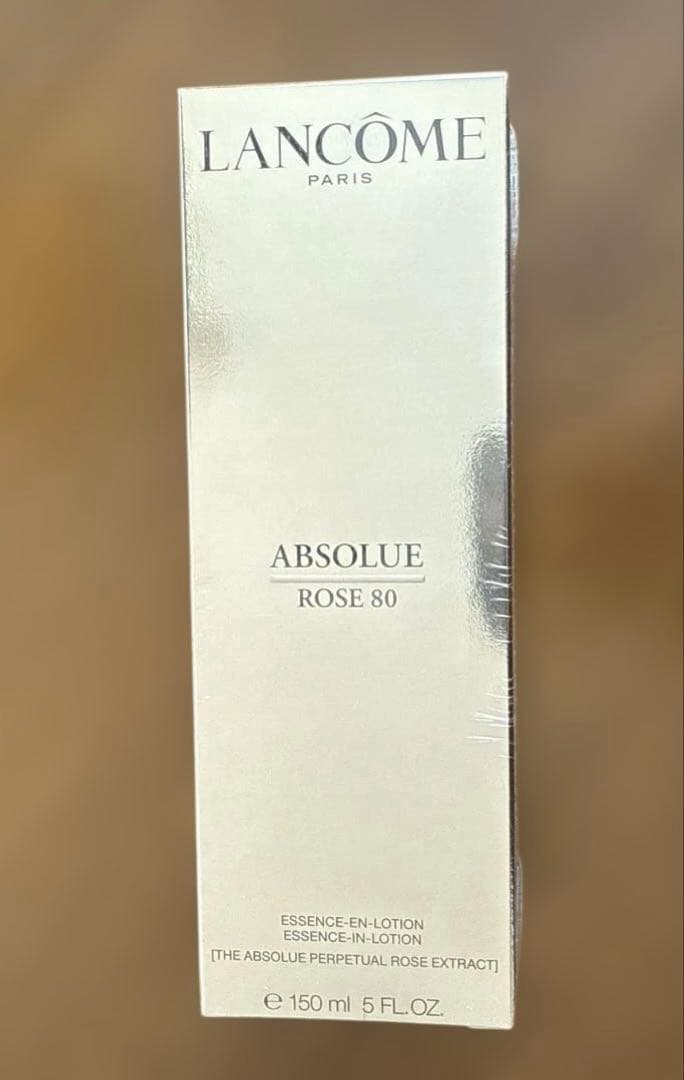 LANCÔME
PARIS
ABSOLUE
ROSE 80
ESSENCE-EN-LOTION
ESSENCE-IN-LOTION
[THE ABSOLUE PERPETUAL ROSE EXTRACT]
℮ 150 ml 5 FL.OZ.